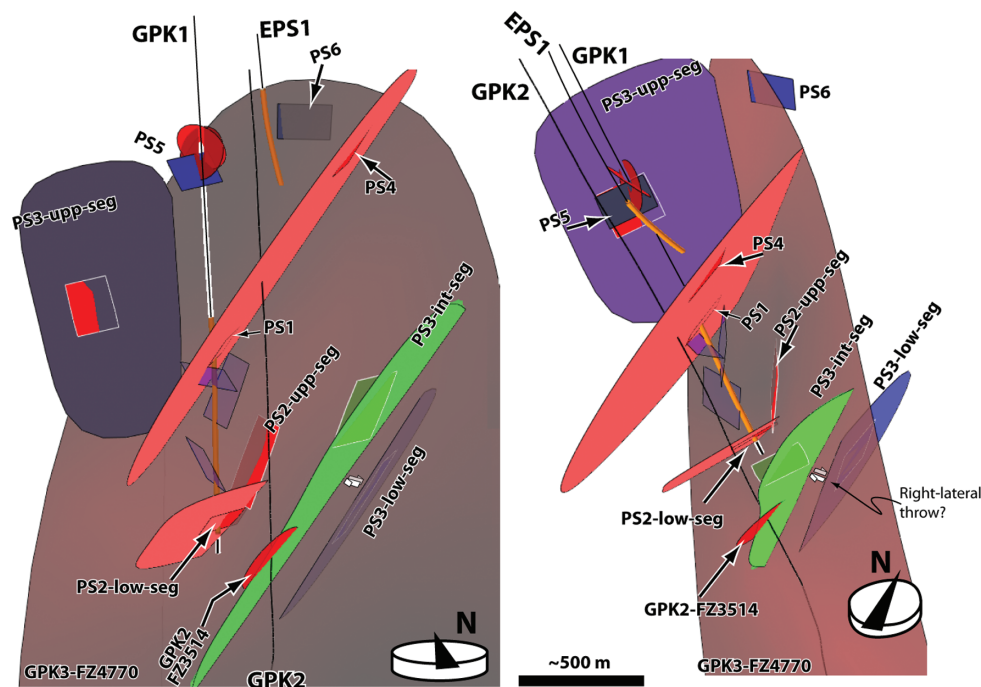 GPK1
EPS1
PS6
PS5
PS4
PS3-upp-seg
PS1
PS3-int-seg
PS2-upp-seg
PS3-low-seg
PS2-low-seg
GPK2
FZ3514
N
GPK3-FZ4770
GPK2
EPS1
GPK1
GPK2
PS3-upp-seg
PS6
PS5
PS4
PS1
PS2-upp-seg
PS3-int-seg
PS3-low-seg
Right-lateral
throw?
PS2-low-seg
GPK2-FZ3514
N
~500 m
GPK3-FZ4770